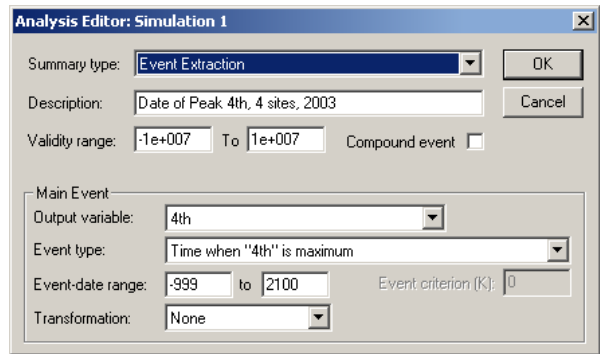 Analysis Editor: Simulation 1
Summary type: Event Extraction OK
Description: Date of Peak 4th, 4 sites, 2003 Cancel
Validity range: -1e+007 To 1e+007 Compound event
Main Event
Output variable: 4th
Event type: Time when "4th" is maximum
Event-date range: -999 to 2100 Event criterion (K): 0
Transformation: None